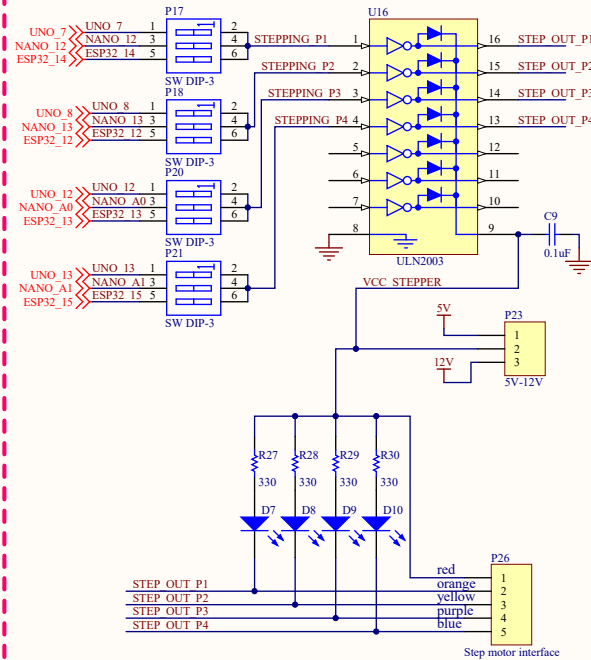 P17
UNO_7 UNO_7 1 2
NANO_12 NANO_12 3 4
ESP32_14 ESP32_14 5 6
SW DIP-3
STEPPING_P1
P18
UNO_8 UNO_8 1 2
NANO_13 NANO_13 3 4
ESP32_12 ESP32_12 5 6
SW DIP-3
STEPPING_P2
P20
UNO_12 UNO_12 1 2
NANO_A0 NANO_A0 3 4
ESP32_13 ESP32_13 5 6
SW DIP-3
STEPPING_P3
P21
UNO_13 UNO_13 1 2
NANO_A1 NANO_A1 3 4
ESP32_15 ESP32_15 5 6
SW DIP-3
STEPPING_P4
U16
1 16 STEP_OUT_P1
2 15 STEP_OUT_P2
3 14 STEP_OUT_P3
4 13 STEP_OUT_P4
5 12
6 11
7 10
8 9
ULN2003
C9
0.1uF
VCC_STEPPER
P23
5V 1
2
12V 3
5V-12V
R27 R28 R29 R30
330 330 330 330
D7 D8 D9 D10
P26
red 1
STEP_OUT_P1 orange 2
STEP_OUT_P2 yellow 3
STEP_OUT_P3 purple 4
STEP_OUT_P4 blue 5
Step motor interface